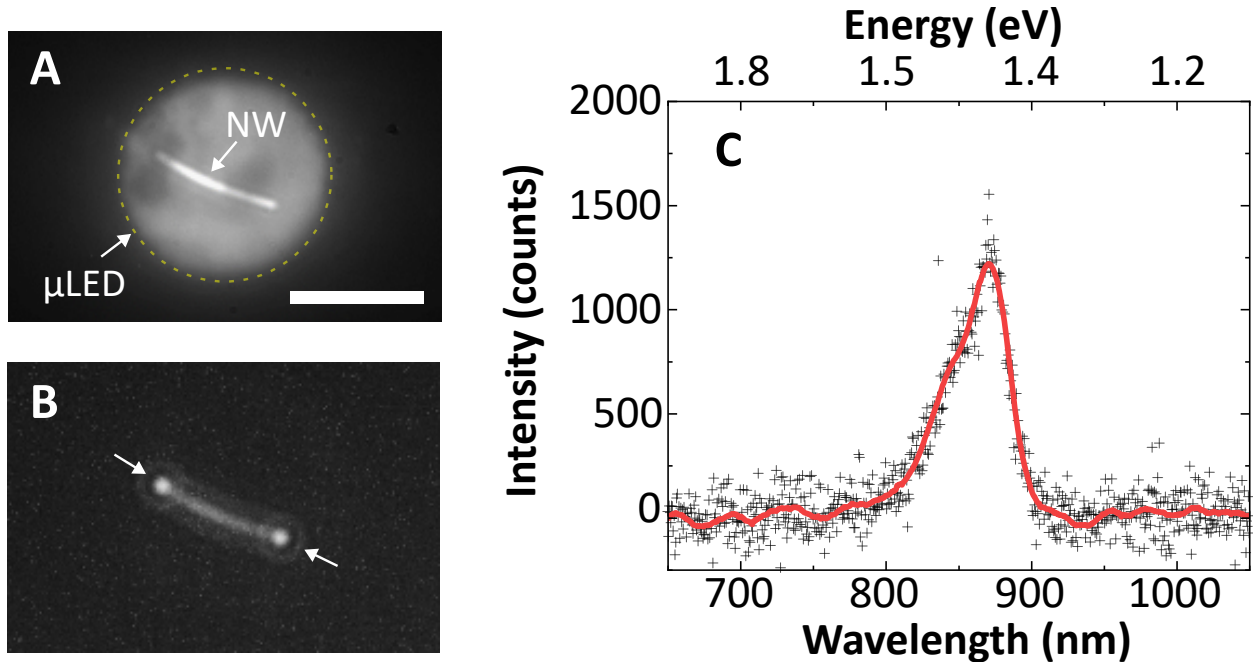 A
NW
μLED
B
Energy (eV)
1.8 1.5 1.4 1.2
2000
1500
1000
500
0
Intensity (counts)
C
700 800 900 1000
Wavelength (nm)